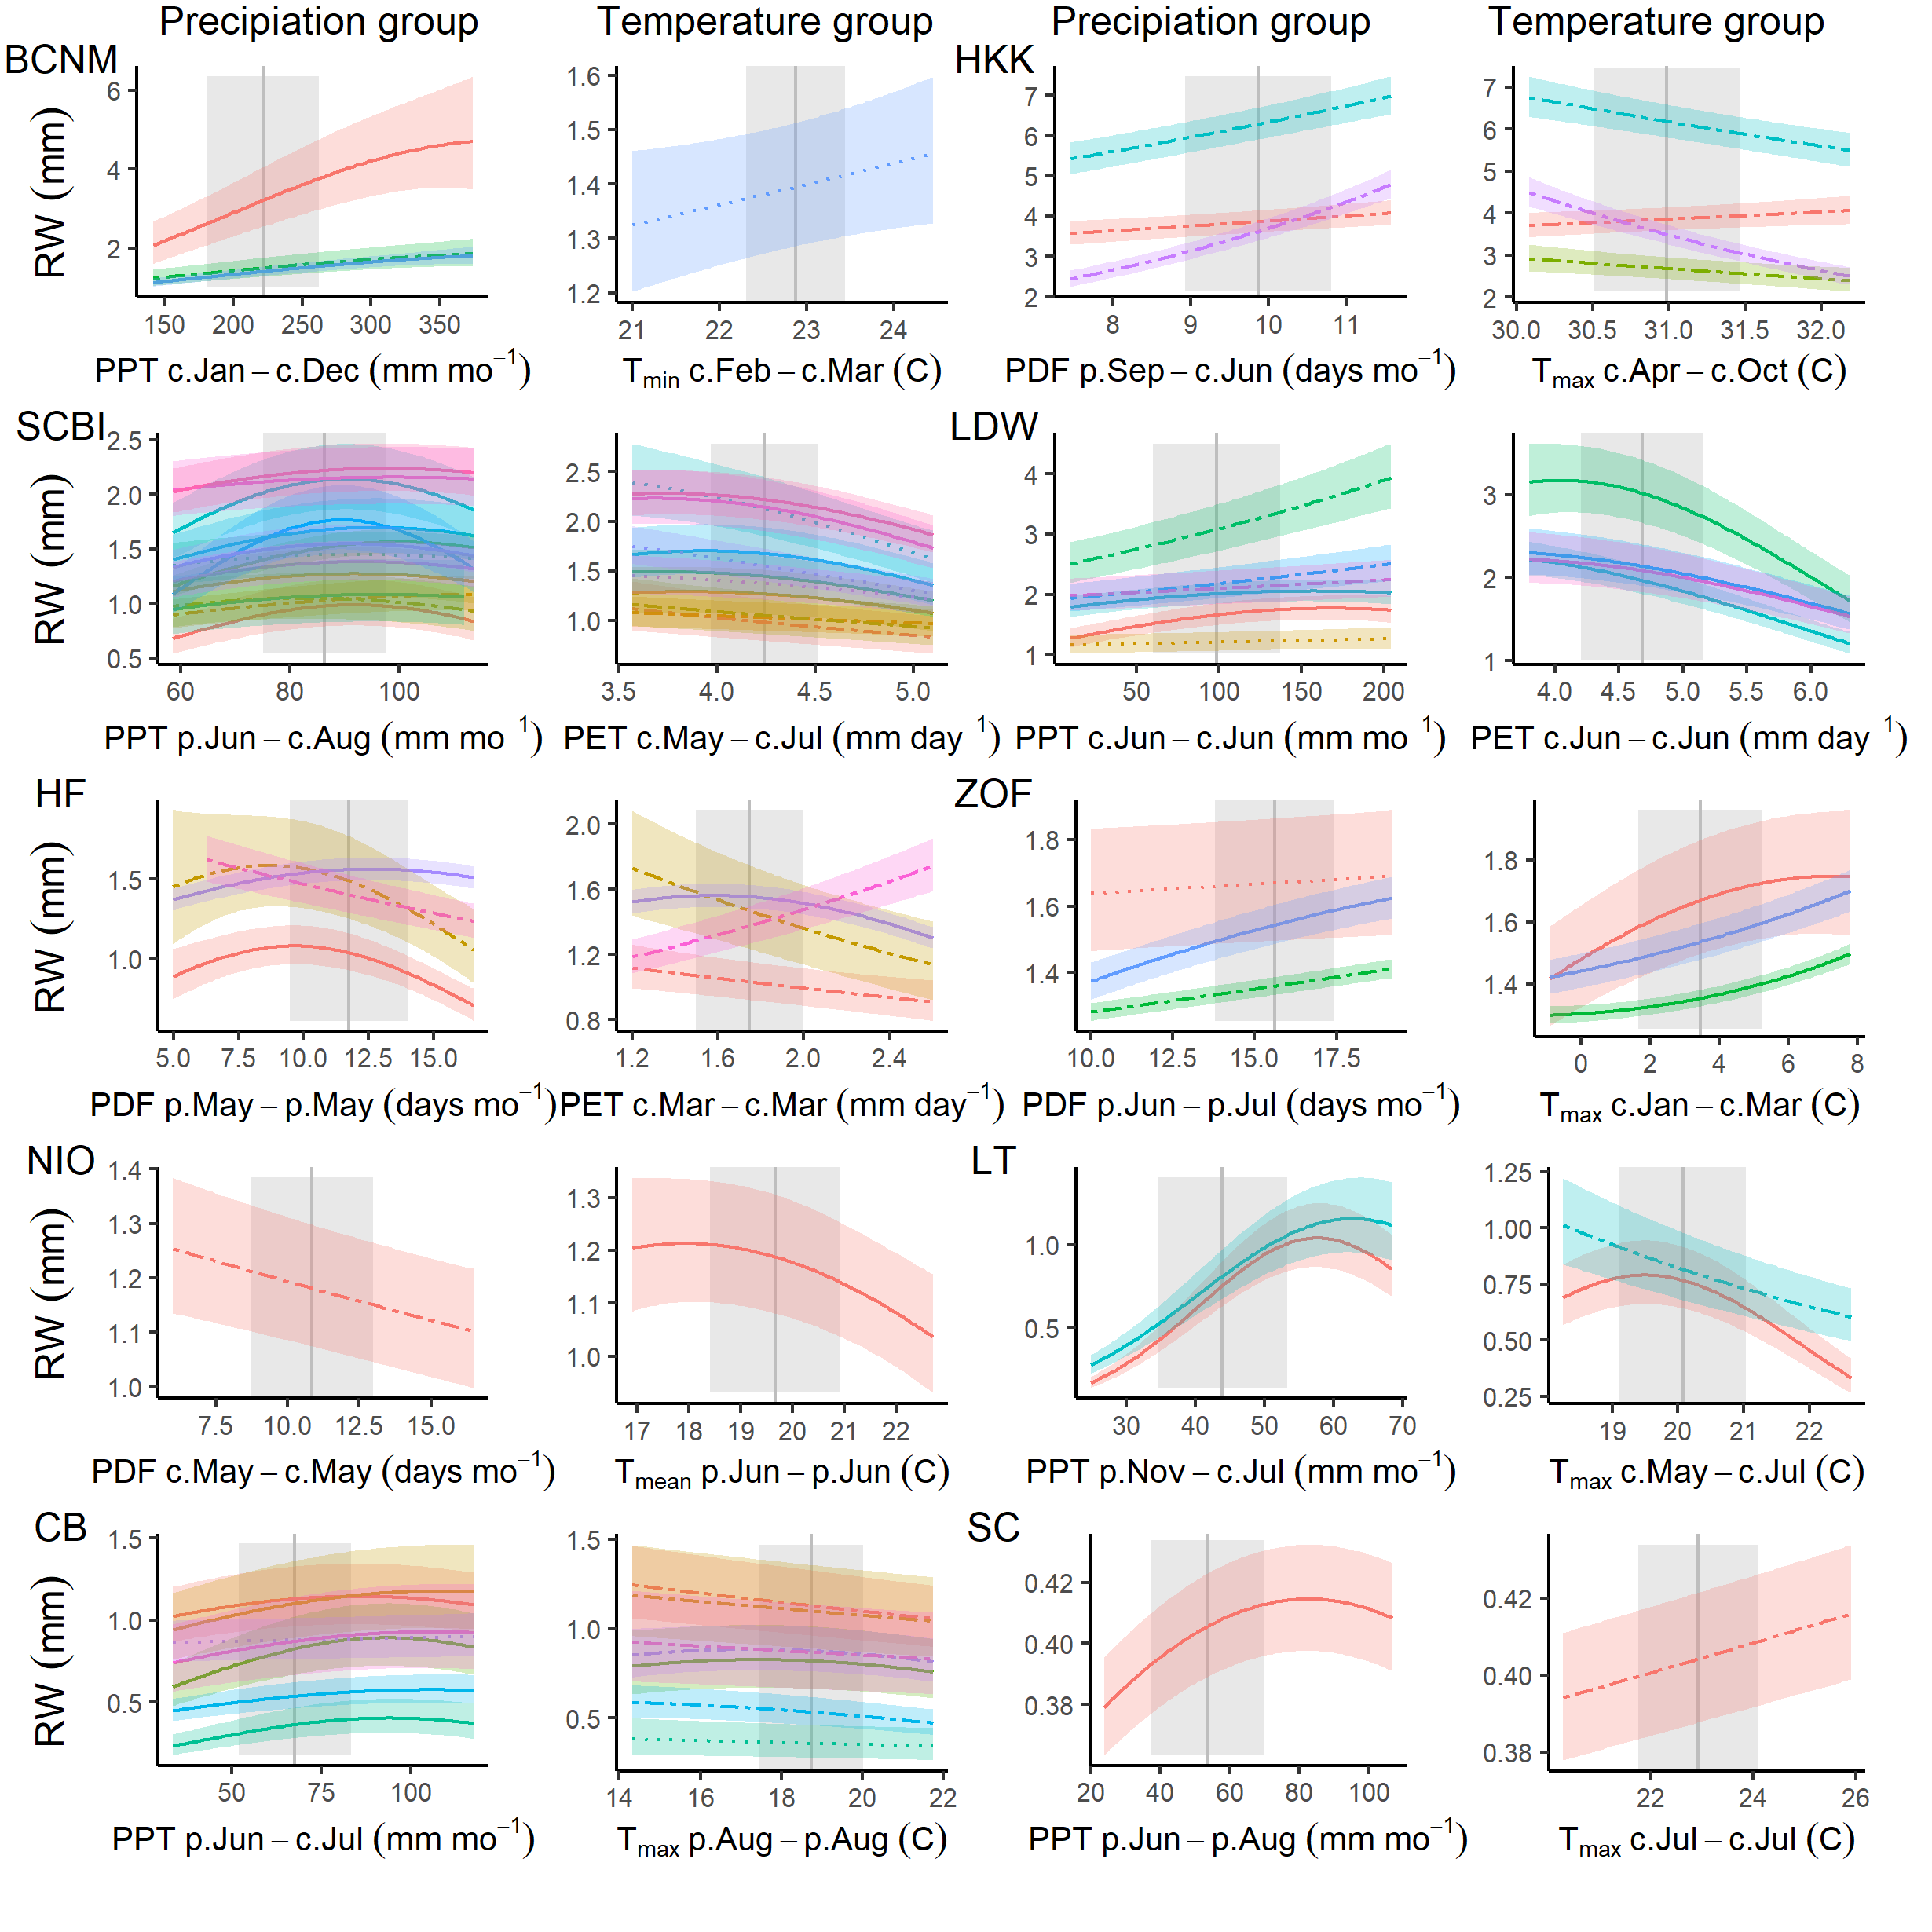 Precipiation group Temperature group Precipiation group Temperature group
BCNM HKK
RW (mm)
6
4
2
150 200 250 300 350
PPT c.Jan – c.Dec (mm mo⁻¹)
1.6
1.5
1.4
1.3
1.2
21 22 23 24
Tmin c.Feb – c.Mar (C)
7
6
5
4
3
2
8 9 10 11
PDF p.Sep – c.Jun (days mo⁻¹)
7
6
5
4
3
2
30.0 30.5 31.0 31.5 32.0
Tmax c.Apr – c.Oct (C)
SCBI LDW
RW (mm)
2.5
2.0
1.5
1.0
0.5
60 80 100
PPT p.Jun – c.Aug (mm mo⁻¹)
2.5
2.0
1.5
1.0
3.5 4.0 4.5 5.0
PET c.May – c.Jul (mm day⁻¹)
4
3
2
1
50 100 150 200
PPT c.Jun – c.Jun (mm mo⁻¹)
3
2
1
4.0 4.5 5.0 5.5 6.0
PET c.Jun – c.Jun (mm day⁻¹)
HF ZOF
RW (mm)
1.5
1.0
5.0 7.5 10.0 12.5 15.0
PDF p.May – p.May (days mo⁻¹)
2.0
1.6
1.2
0.8
1.2 1.6 2.0 2.4
PET c.Mar – c.Mar (mm day⁻¹)
1.8
1.6
1.4
10.0 12.5 15.0 17.5
PDF p.Jun – p.Jul (days mo⁻¹)
1.8
1.6
1.4
0 2 4 6 8
Tmax c.Jan – c.Mar (C)
NIO LT
RW (mm)
1.4
1.3
1.2
1.1
1.0
7.5 10.0 12.5 15.0
PDF c.May – c.May (days mo⁻¹)
1.3
1.2
1.1
1.0
17 18 19 20 21 22
Tmean p.Jun – p.Jun (C)
1.0
0.5
30 40 50 60 70
PPT p.Nov – c.Jul (mm mo⁻¹)
1.25
1.00
0.75
0.50
0.25
19 20 21 22
Tmax c.May – c.Jul (C)
CB SC
RW (mm)
1.5
1.0
0.5
50 75 100
PPT p.Jun – c.Jul (mm mo⁻¹)
1.5
1.0
0.5
14 16 18 20 22
Tmax p.Aug – p.Aug (C)
0.42
0.40
0.38
20 40 60 80 100
PPT p.Jun – p.Aug (mm mo⁻¹)
0.42
0.40
0.38
22 24 26
Tmax c.Jul – c.Jul (C)